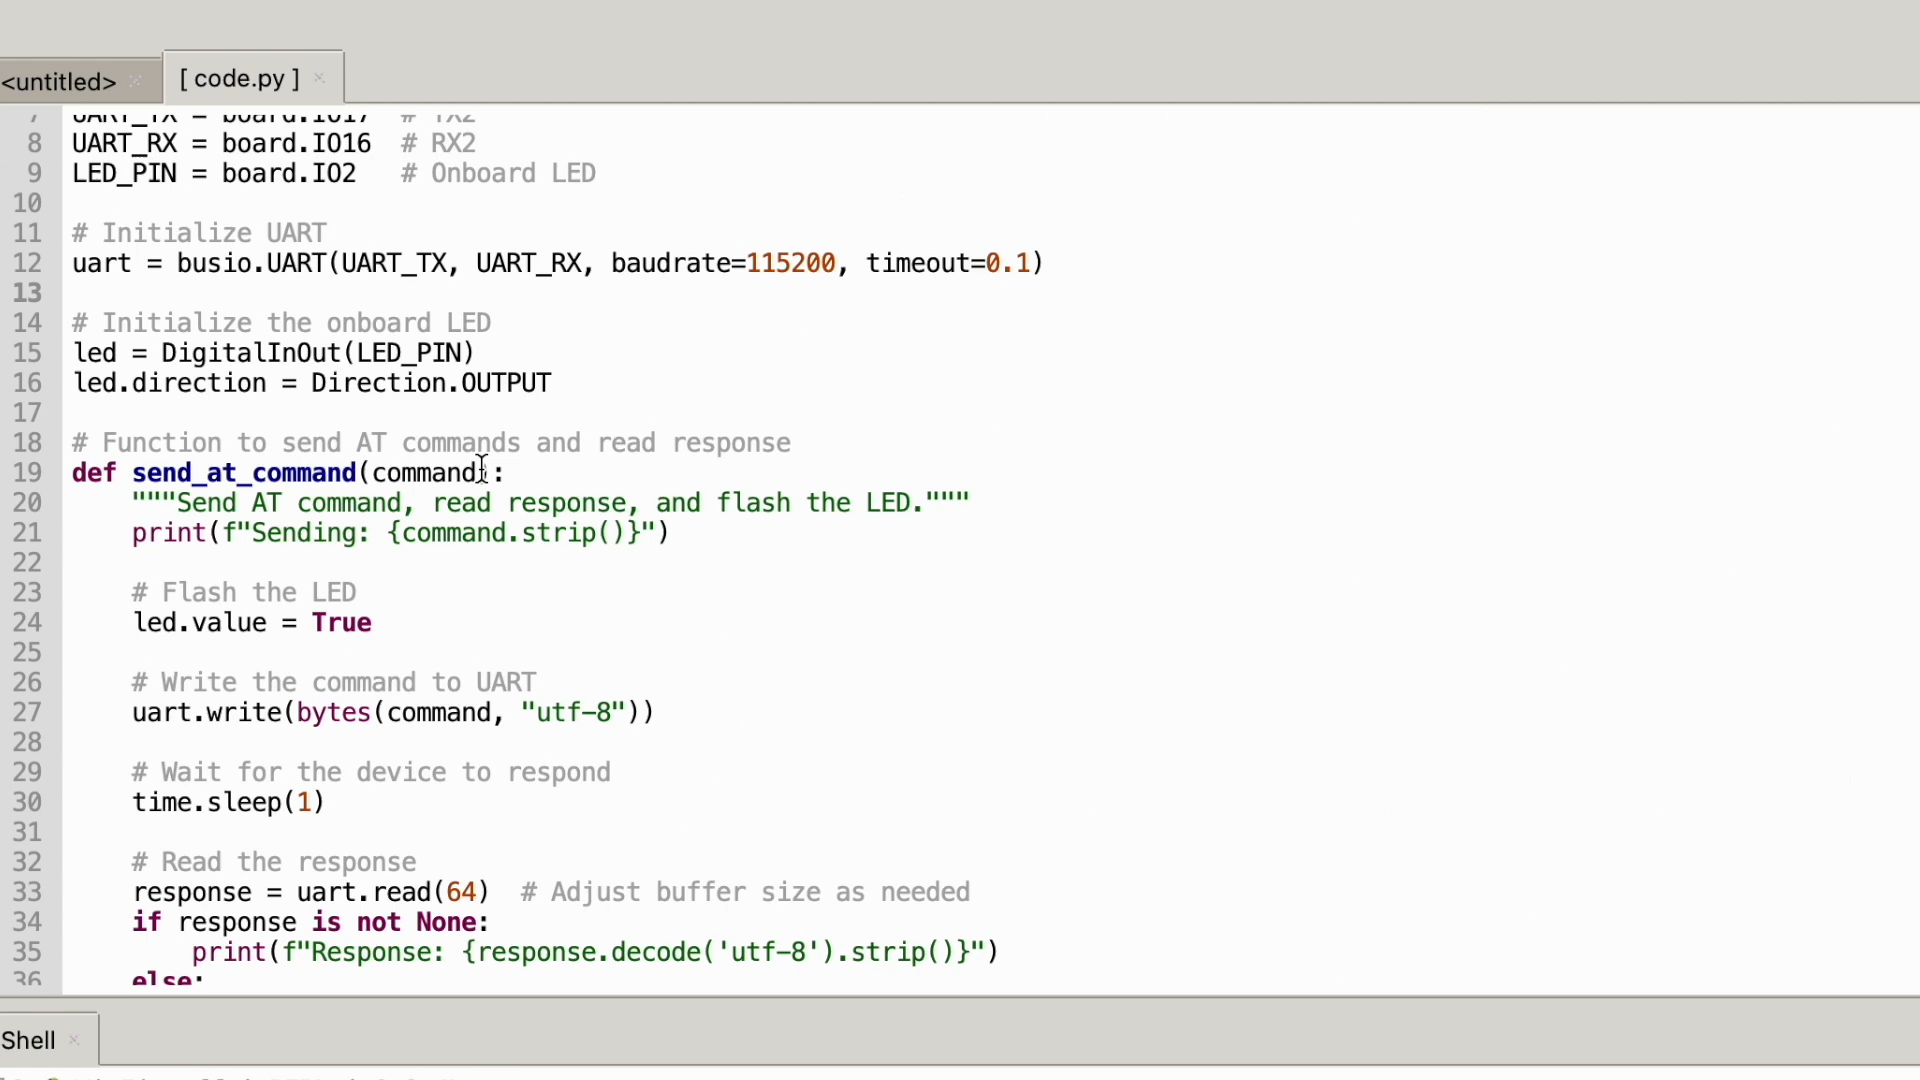 <untitled>
[ code.py ]
7 UART_TX = board.IO17 # TX2
8 UART_RX = board.IO16 # RX2
9 LED_PIN = board.IO2 # Onboard LED
10
11 # Initialize UART
12 uart = busio.UART(UART_TX, UART_RX, baudrate=115200, timeout=0.1)
13
14 # Initialize the onboard LED
15 led = DigitalInOut(LED_PIN)
16 led.direction = Direction.OUTPUT
17
18 # Function to send AT commands and read response
19 def send_at_command(command):
20 """Send AT command, read response, and flash the LED."""
21 print(f"Sending: {command.strip()}")
22
23 # Flash the LED
24 led.value = True
25
26 # Write the command to UART
27 uart.write(bytes(command, "utf-8"))
28
29 # Wait for the device to respond
30 time.sleep(1)
31
32 # Read the response
33 response = uart.read(64) # Adjust buffer size as needed
34 if response is not None:
35 print(f"Response: {response.decode('utf-8').strip()}")
36 else:
Shell